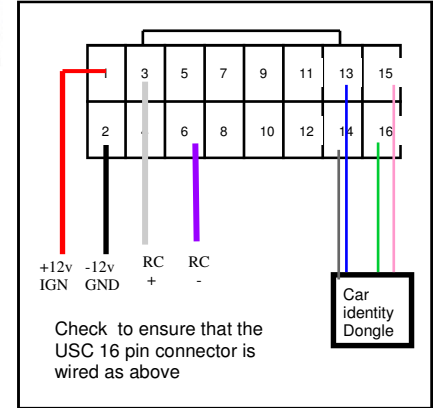 1 3 5 7 9 11 13 15
2 4 6 8 10 12 14 16
+12v -12v RC RC
IGN GND + -
Car
identity
Dongle
Check to ensure that the
USC 16 pin connector is
wired as above